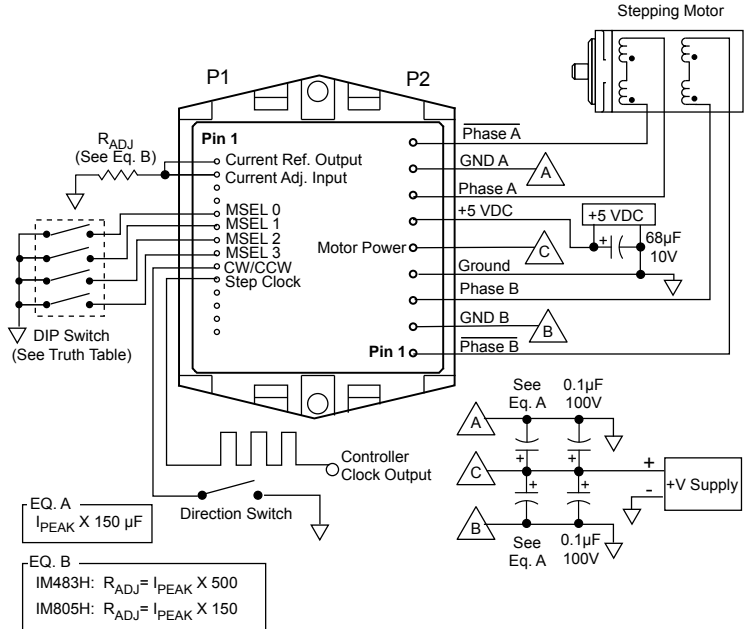 Stepping Motor
P1
P2
Pin 1
R_ADJ
(See Eq. B)
Current Ref. Output
Current Adj. Input
MSEL 0
MSEL 1
MSEL 2
MSEL 3
CW/CCW
Step Clock
DIP Switch
(See Truth Table)
Phase A
GND A
A
Phase A
+5 VDC
+5 VDC
+
68µF
10V
Motor Power
C
Ground
Phase B
GND B
B
Pin 1
Phase B
Controller
Clock Output
Direction Switch
See
Eq. A
0.1µF
100V
A
+
+
C
+
-
+V Supply
+
+
B
See
Eq. A
0.1µF
100V
EQ. A
I_PEAK X 150 µF
EQ. B
IM483H: R_ADJ= I_PEAK X 500
IM805H: R_ADJ= I_PEAK X 150